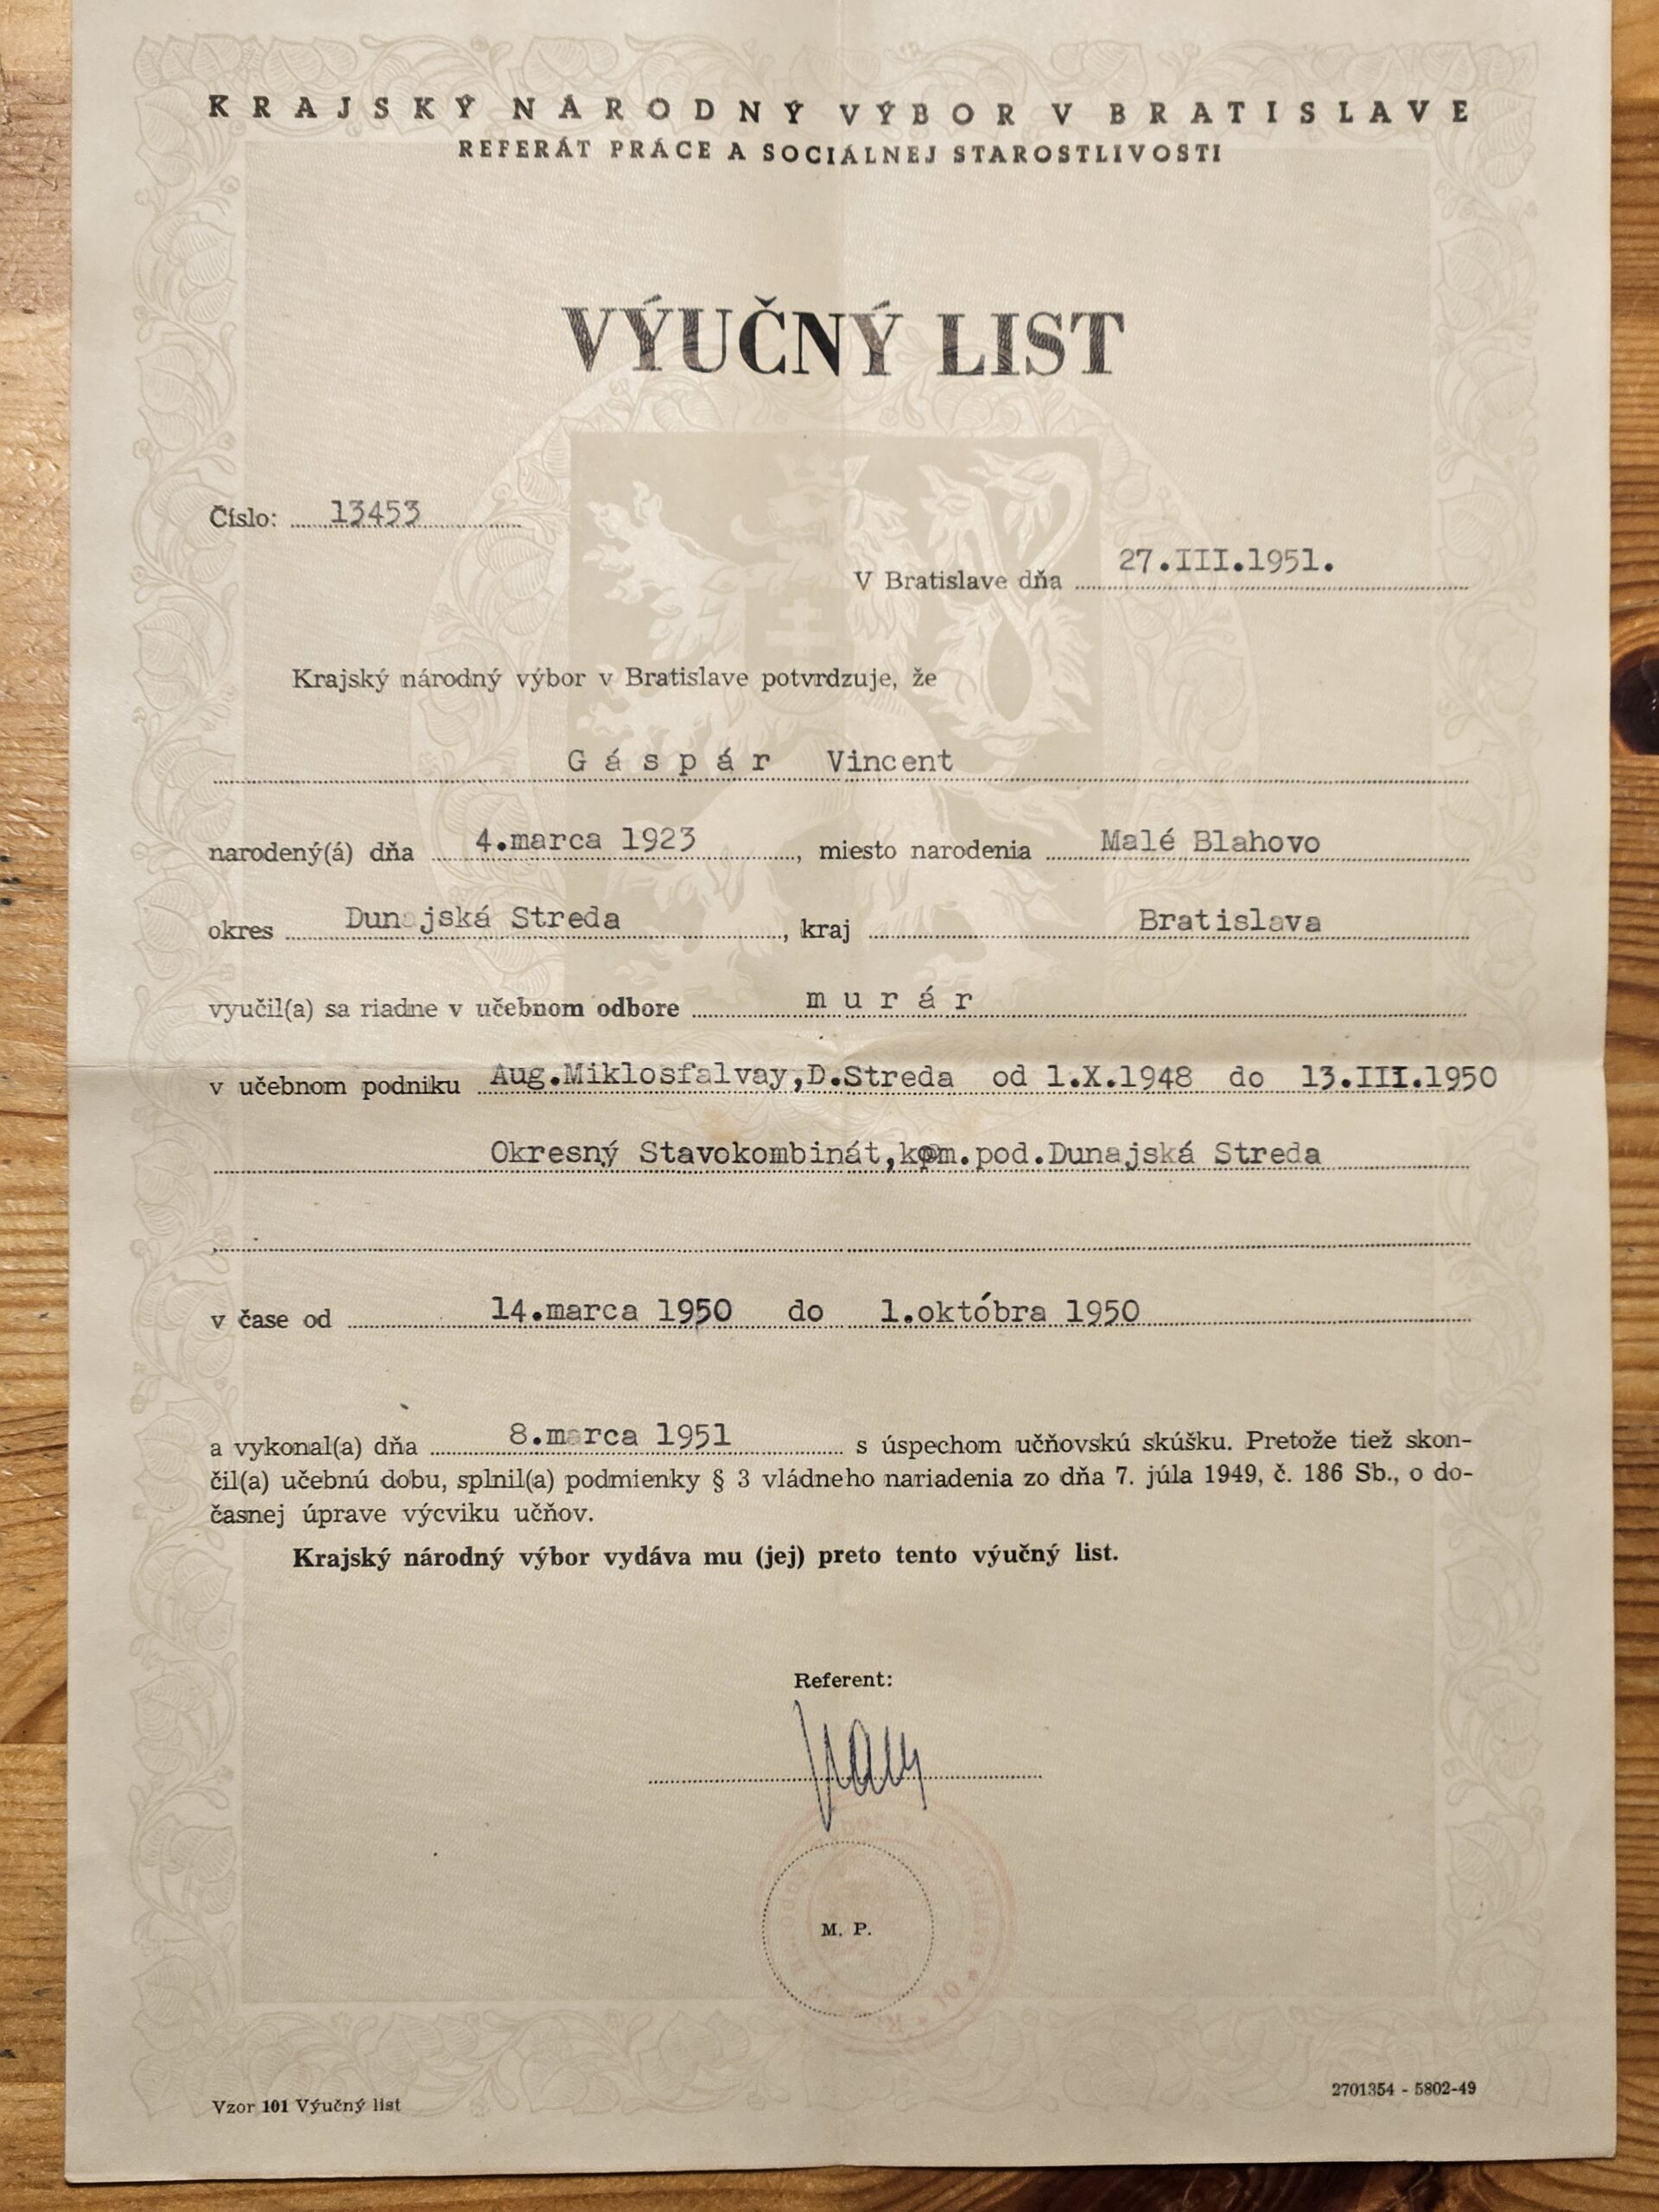 KRAJSKÝ NÁRODNÝ VÝBOR V BRATISLAVE
REFERÁT PRÁCE A SOCIÁLNEJ STAROSTLIVOSTI
VÝUČNÝ LIST
Číslo: 13453
V Bratislave dňa 27.III.1951.
Krajský národný výbor v Bratislave potvrdzuje, že
Gáspár Vincent
narodený(á) dňa 4.marca 1923, miesto narodenia Malé Blahovo
okres Dunajská Streda, kraj Bratislava
vyučil(a) sa riadne v učebnom odbore murár
v učebnom podniku Aug.Miklosfalvay,D.Streda od 1.X.1948 do 13.III.1950
Okresný Stavokombinát,kom.pod.Dunajská Streda
v čase od 14.marca 1950 do 1.októbra 1950
a vykonal(a) dňa 8.marca 1951 s úspechom učňovskú skúšku. Pretože tiež skon-
čil(a) učebnú dobu, splnil(a) podmienky § 3 vládneho nariadenia zo dňa 7. júla 1949, č. 186 Sb., o do-
časnej úprave výcviku učňov.
Krajský národný výbor vydáva mu (jej) preto tento výučný list.
Referent:
M. P.
Vzor 101 Výučný list
2701354 - 5802-49